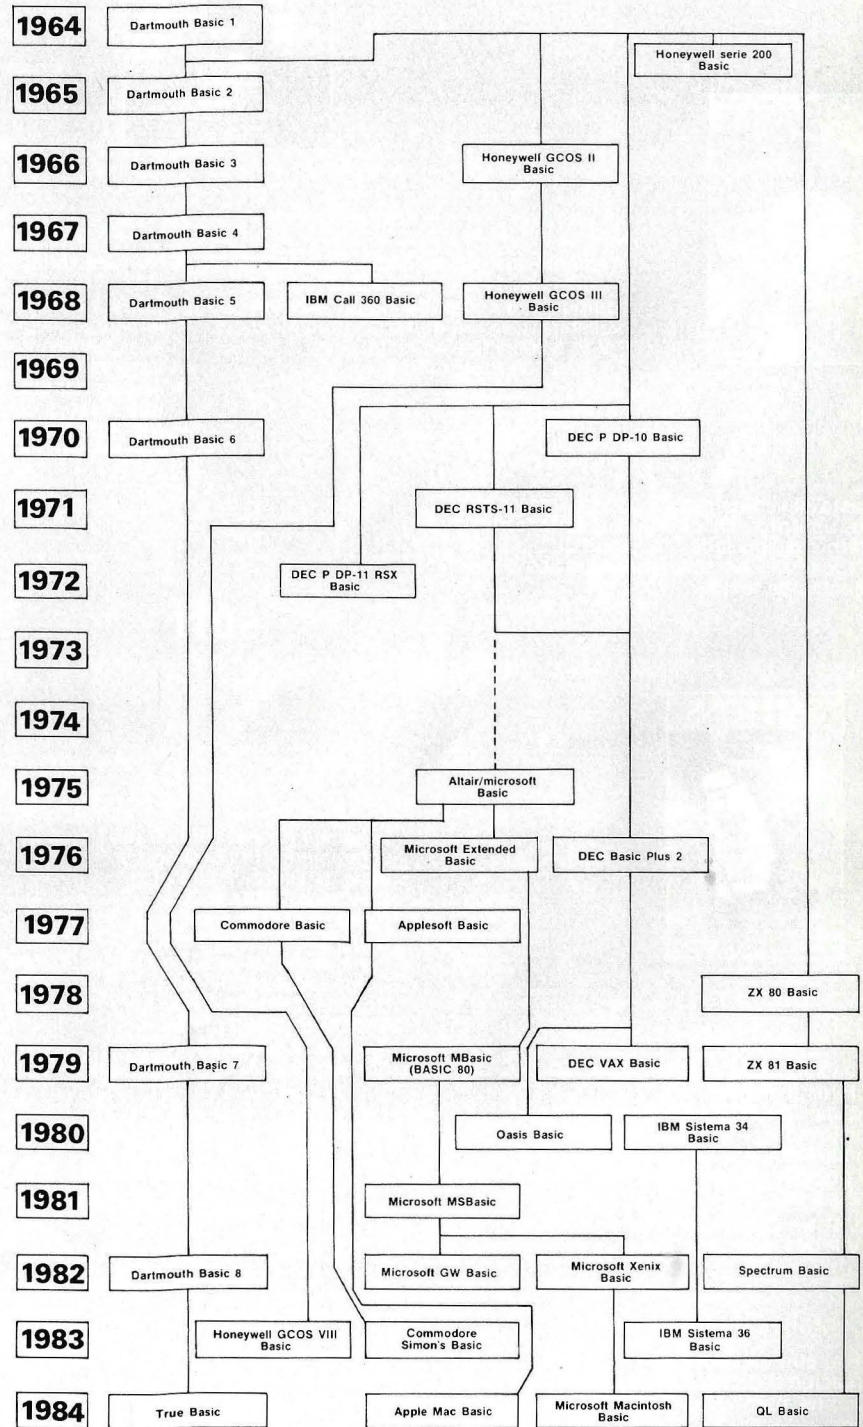 1964
Dartmouth Basic 1
Honeywell serie 200
Basic
1965
Dartmouth Basic 2
1966
Dartmouth Basic 3
Honeywell GCOS II
Basic
1967
Dartmouth Basic 4
1968
Dartmouth Basic 5
IBM Call 360 Basic
Honeywell GCOS III
Basic
1969
1970
Dartmouth Basic 6
DEC P DP-10 Basic
1971
DEC RSTS-11 Basic
1972
DEC P DP-11 RSX
Basic
1973
1974
1975
Altair/microsoft
Basic
1976
Microsoft Extended
Basic
DEC Basic Plus 2
1977
Commodore Basic
Applesoft Basic
1978
ZX 80 Basic
1979
Dartmouth Basic 7
Microsoft MBasic
(BASIC 80)
DEC VAX Basic
ZX 81 Basic
1980
Oasis Basic
IBM Sistema 34
Basic
1981
Microsoft MSBasic
1982
Dartmouth Basic 8
Microsoft GW Basic
Microsoft Xenix
Basic
Spectrum Basic
1983
Honeywell GCOS VIII
Basic
Commodore
Simon's Basic
IBM Sistema 36
Basic
1984
True Basic
Apple Mac Basic
Microsoft Macintosh
Basic
QL Basic